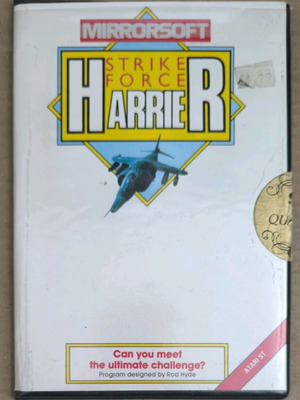 MIRRORSOFT
STRIKE
FORCE
HARRIER
Can you meet
the ultimate challenge?
Program designed by Rod Hyde
ATARI ST